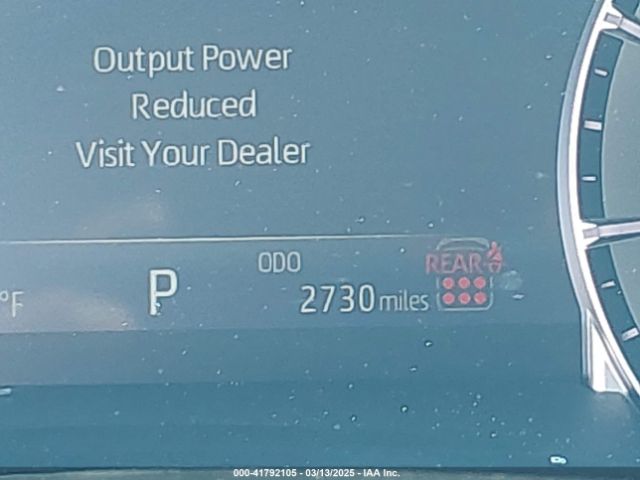 Output Power
Reduced
Visit Your Dealer
ODO
REAR
°F
P
2730 miles
000-41792105 - 03/13/2025 - IAA Inc.